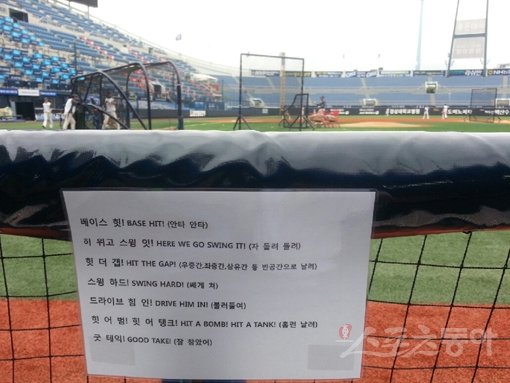 베이스 힛! BASE HIT! (안타 안타)
히 위고 스윙 잇! HERE WE GO SWING IT! (자 돌려 돌려)
힛 더 갭! HIT THE GAP! (우중간,좌중간,삼유간 등 빈공간으로 날려)
스윙 하드! SWING HARD! (쎄게 쳐)
드라이브 힘 인! DRIVE HIM IN! (불러들여)
힛 어 범! 힛 어 탱크! HIT A BOMB! HIT A TANK! (홈런 날려)
굿 테익! GOOD TAKE! (잘 참았어)
스포츠동아